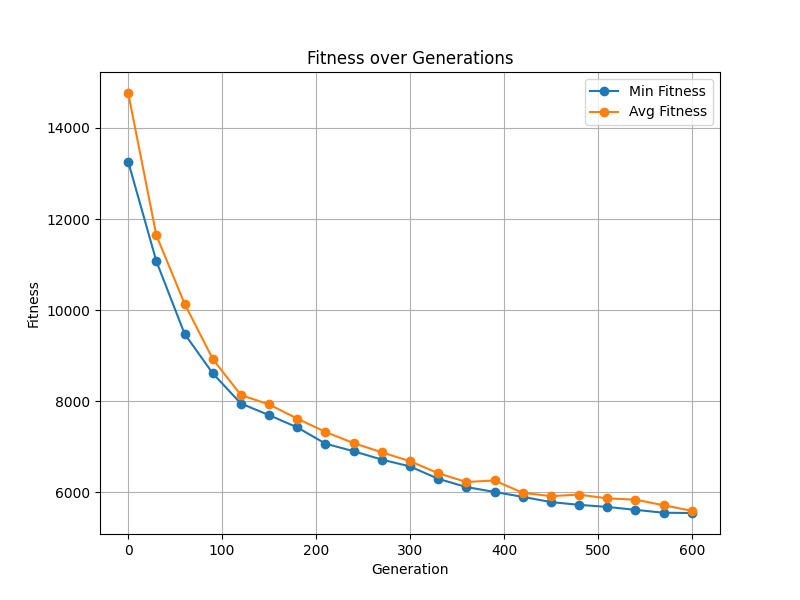 Fitness over Generations
Min Fitness
Avg Fitness
14000
12000
10000
8000
6000
Fitness
0 100 200 300 400 500 600
Generation